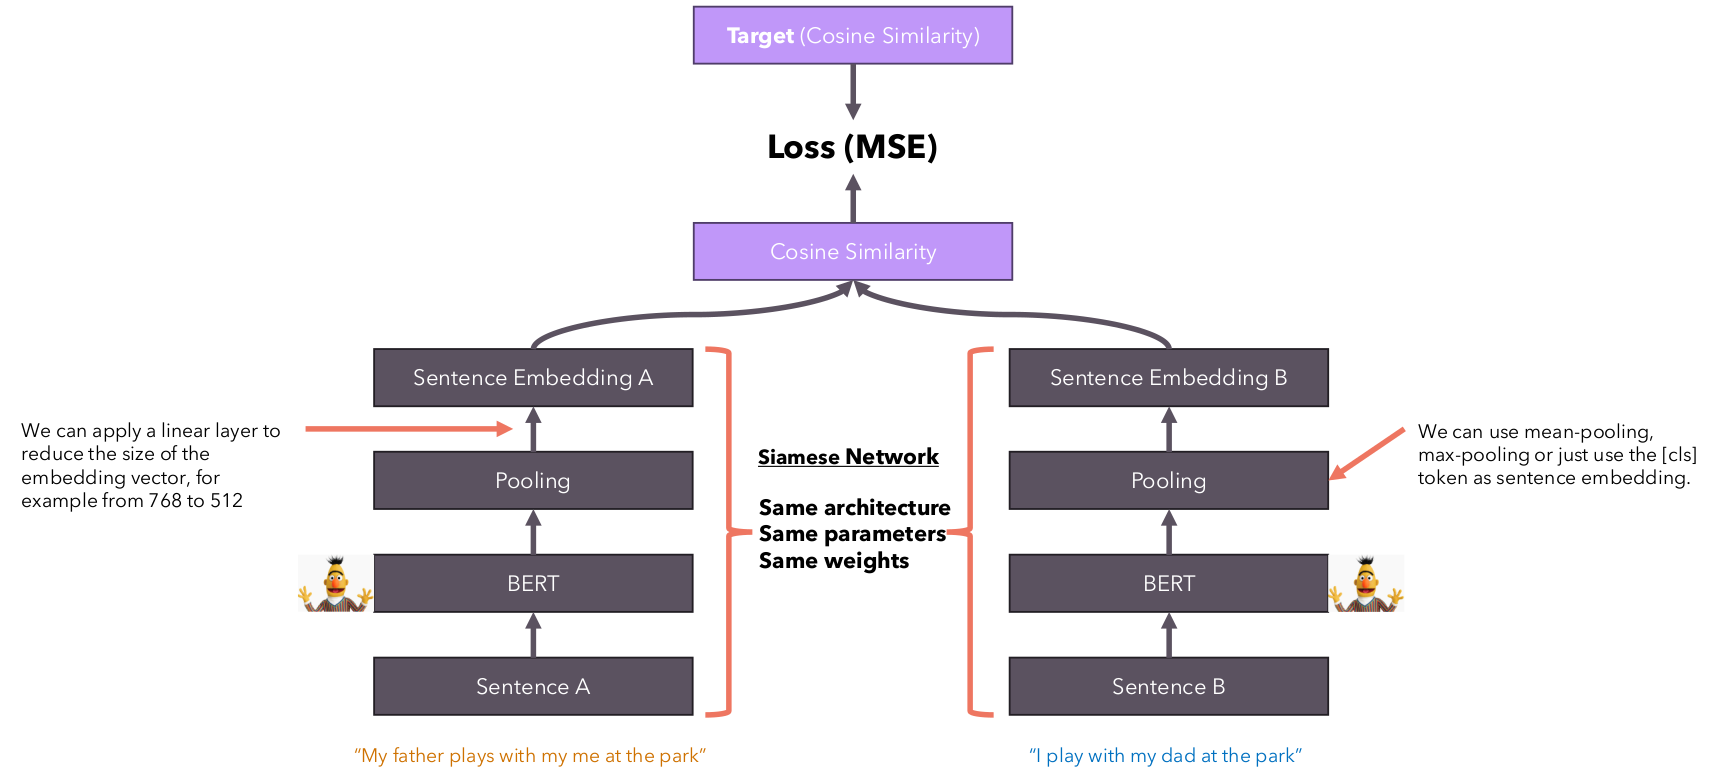 Target (Cosine Similarity)
Loss (MSE)
Cosine Similarity
Sentence Embedding A
Sentence Embedding B
We can apply a linear layer to
reduce the size of the
embedding vector, for
example from 768 to 512
We can use mean-pooling,
max-pooling or just use the [cls]
token as sentence embedding.
Siamese Network
Pooling
Pooling
Same architecture
Same parameters
Same weights
BERT
BERT
Sentence A
Sentence B
“My father plays with my me at the park”
“I play with my dad at the park”